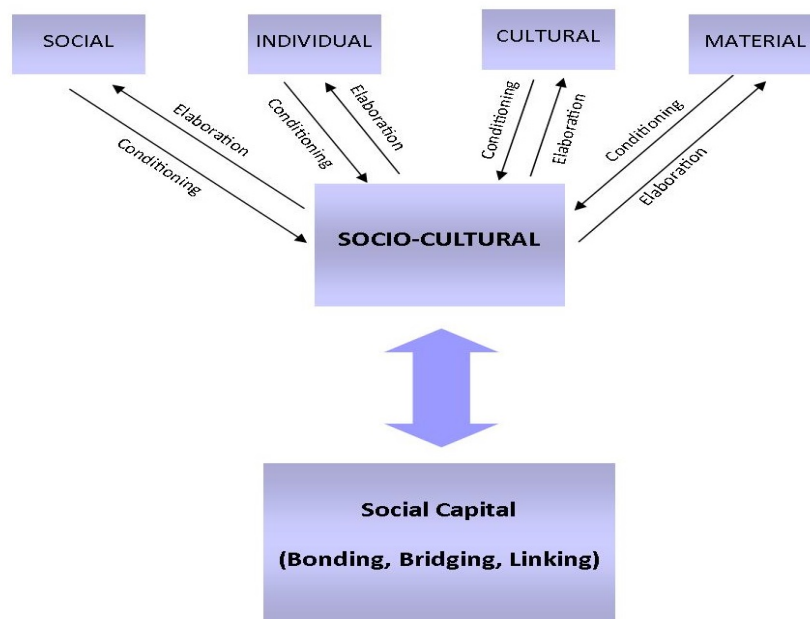 SOCIAL
INDIVIDUAL
CULTURAL
MATERIAL
Elaboration
Conditioning
Conditioning
Elaboration
Conditioning
Elaboration
Conditioning
Elaboration
SOCIO-CULTURAL
Social Capital
(Bonding, Bridging, Linking)